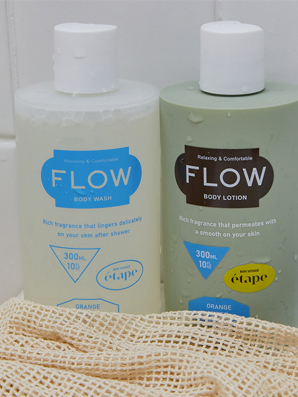 Relaxing & Comfortable
FLOW
BODY WASH
Rich fragrance that lingers delicately
on your skin after shower
300ML
10
étape
ORANGE
Relaxing & Comfortable
FLOW
BODY LOTION
Rich fragrance that permeates with
a smooth on your skin
300ML
10
étape
ORANGE